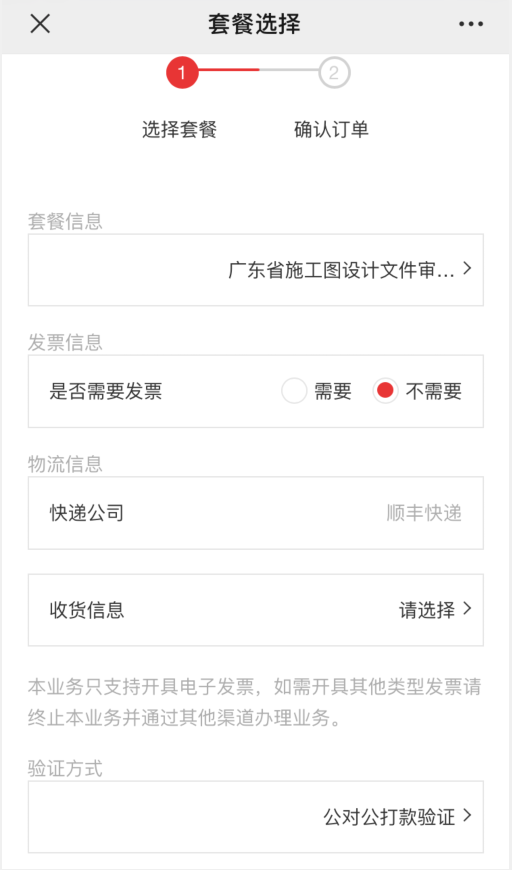 套餐选择
1
2
选择套餐
确认订单
套餐信息
广东省施工图设计文件审...
发票信息
是否需要发票 需要 不需要
物流信息
快递公司 顺丰快递
收货信息 请选择
本业务只支持开具电子发票，如需开具其他类型发票请
终止本业务并通过其他渠道办理业务。
验证方式
公对公打款验证